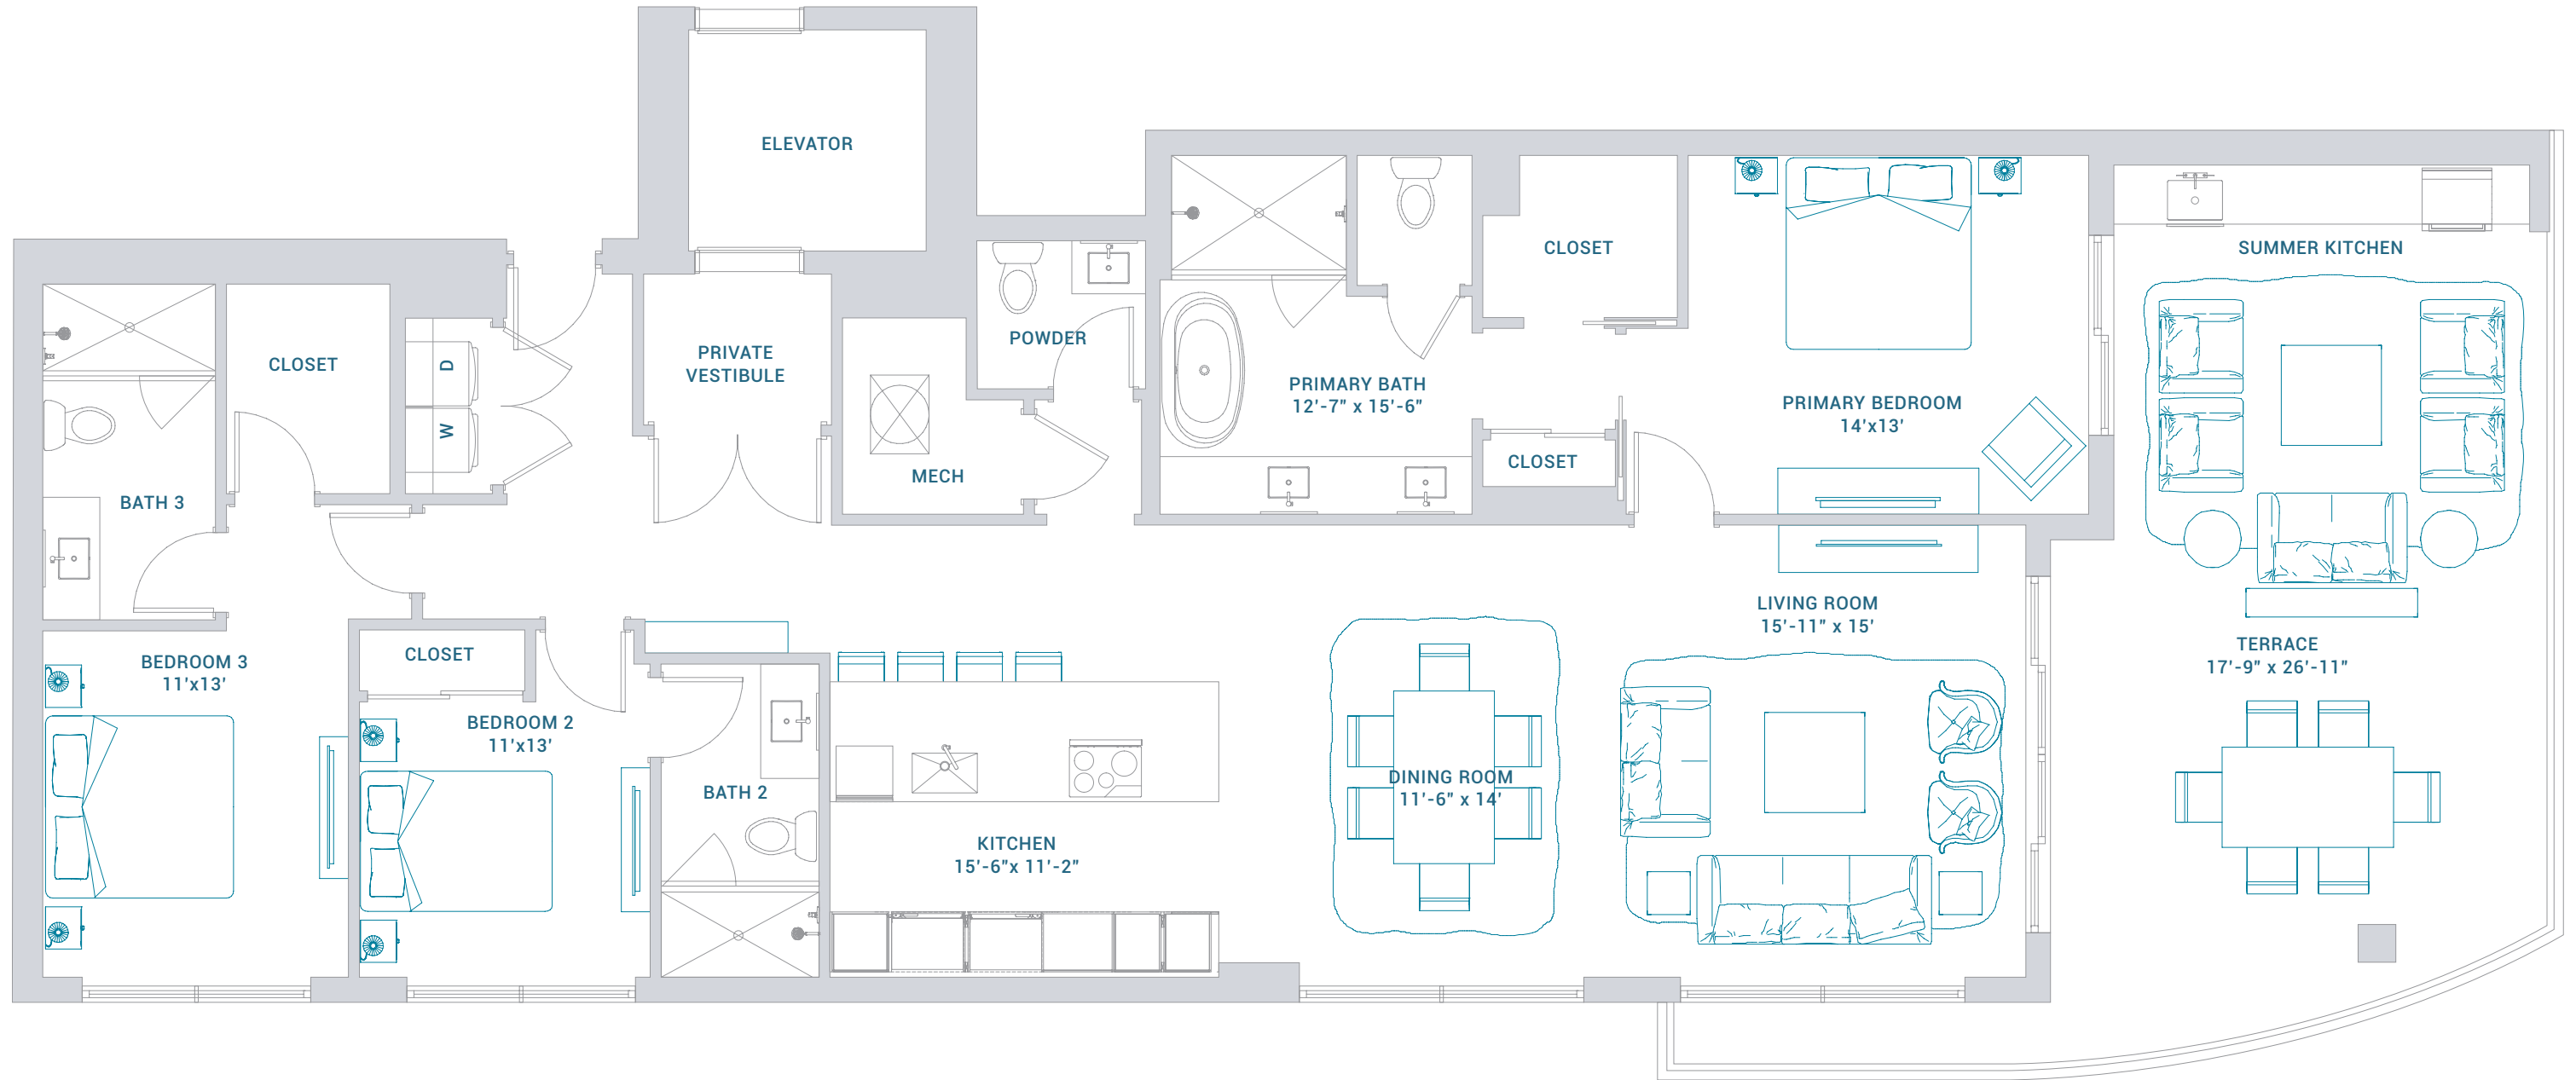 ELEVATOR
CLOSET
SUMMER KITCHEN
POWDER
PRIVATE
VESTIBULE
CLOSET
D
W
PRIMARY BATH
12'-7" x 15'-6"
PRIMARY BEDROOM
14'x13'
CLOSET
MECH
BATH 3
LIVING ROOM
15'-11" x 15'
TERRACE
17'-9" x 26'-11"
CLOSET
BEDROOM 3
11'x13'
BEDROOM 2
11'x13'
DINING ROOM
11'-6" x 14'
BATH 2
KITCHEN
15'-6"x 11'-2"